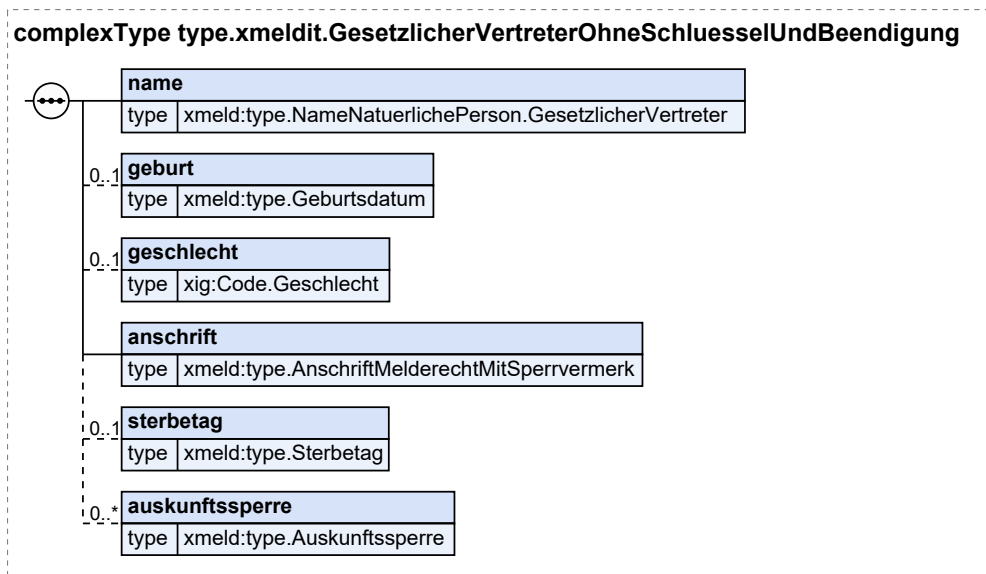 complexType type.xmeldit.GesetzlicherVertreterOhneSchluesselUndBeendigung
name
type xmeld:type.NameNatuerlichePerson.GesetzlicherVertreter
0..1 geburt
type xmeld:type.Geburtsdatum
0..1 geschlecht
type xig:Code.Geschlecht
anschrift
type xmeld:type.AnschriftMelderechtMitSperrvermerk
0..1 sterbetag
type xmeld:type.Sterbetag
0..* auskunftssperre
type xmeld:type.Auskunftssperre